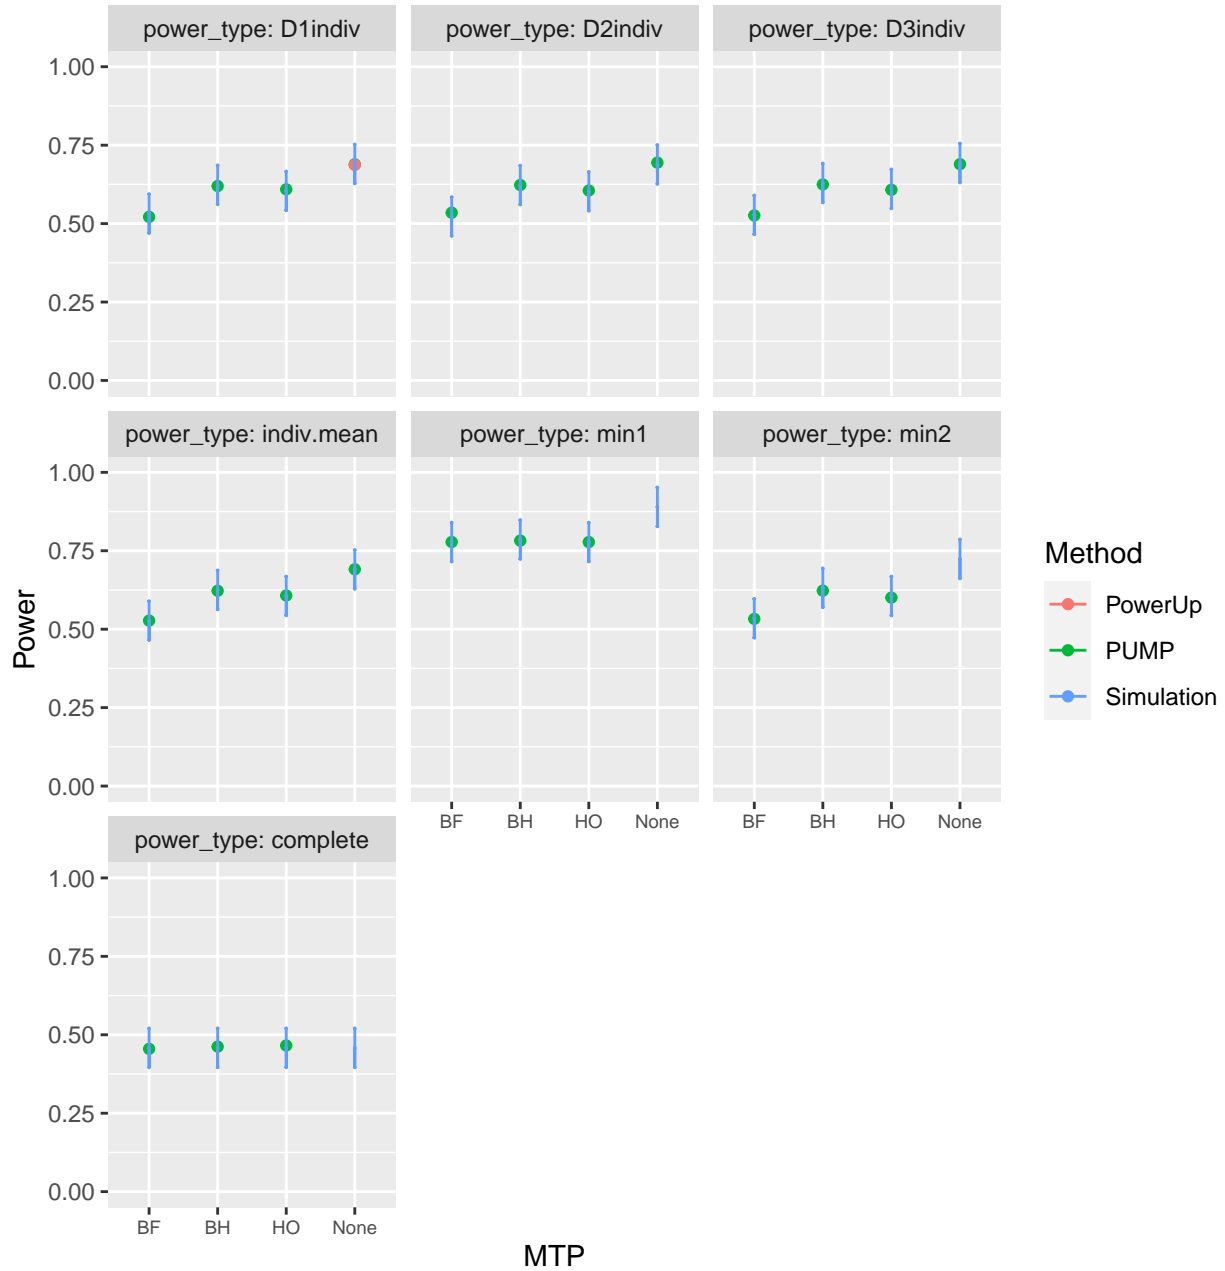 power_type: D1indiv
power_type: D2indiv
power_type: D3indiv
1.00
0.75
0.50
0.25
0.00
power_type: indiv.mean
power_type: min1
power_type: min2
1.00
0.75
0.50
0.25
0.00
BF BH HO None
BF BH HO None
power_type: complete
1.00
0.75
0.50
0.25
0.00
BF BH HO None
MTP
Power
Method
PowerUp
PUMP
Simulation